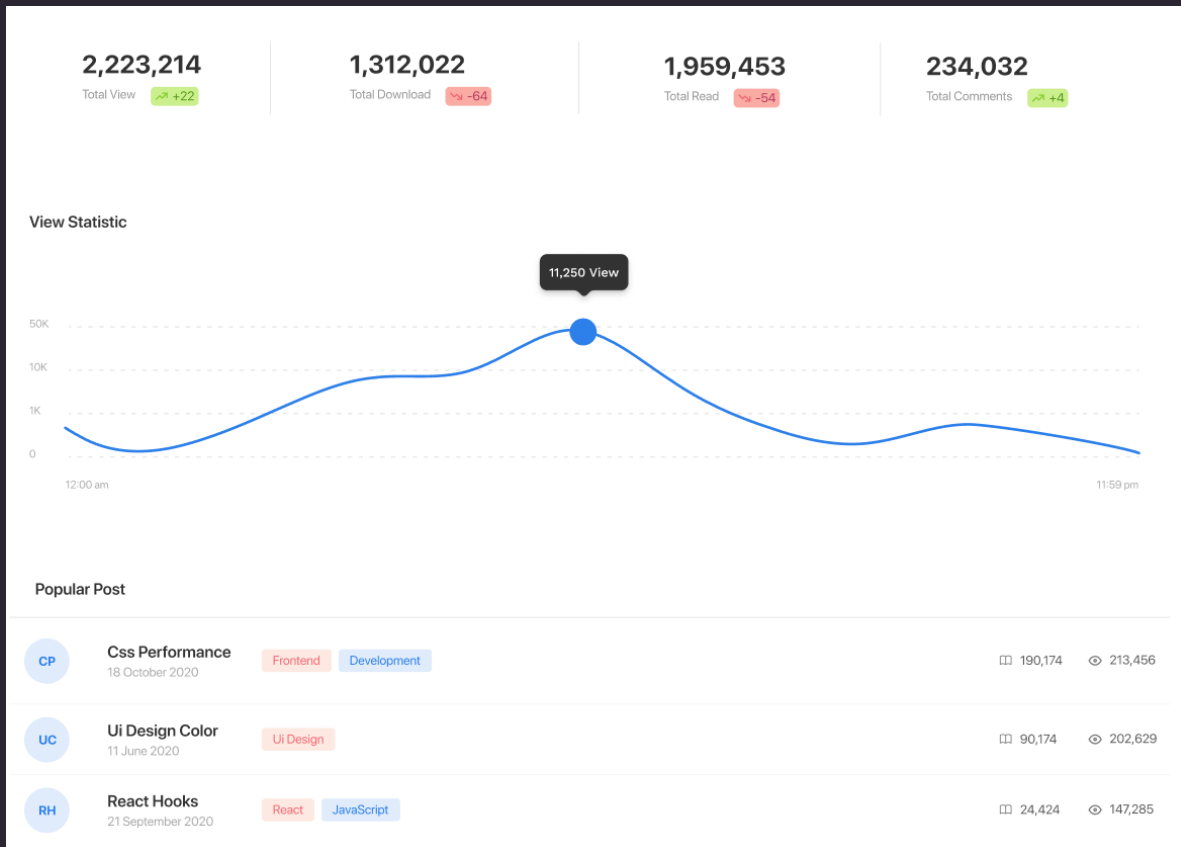 2,223,214
Total View +22
1,312,022
Total Download -64
1,959,453
Total Read -54
234,032
Total Comments +4
View Statistic
11,250 View
50K
10K
1K
0
12:00 am 11:59 pm
Popular Post
CP
Css Performance
18 October 2020
Frontend Development
190,174 213,456
UC
Ui Design Color
11 June 2020
Ui Design
90,174 202,629
RH
React Hooks
21 September 2020
React JavaScript
24,424 147,285